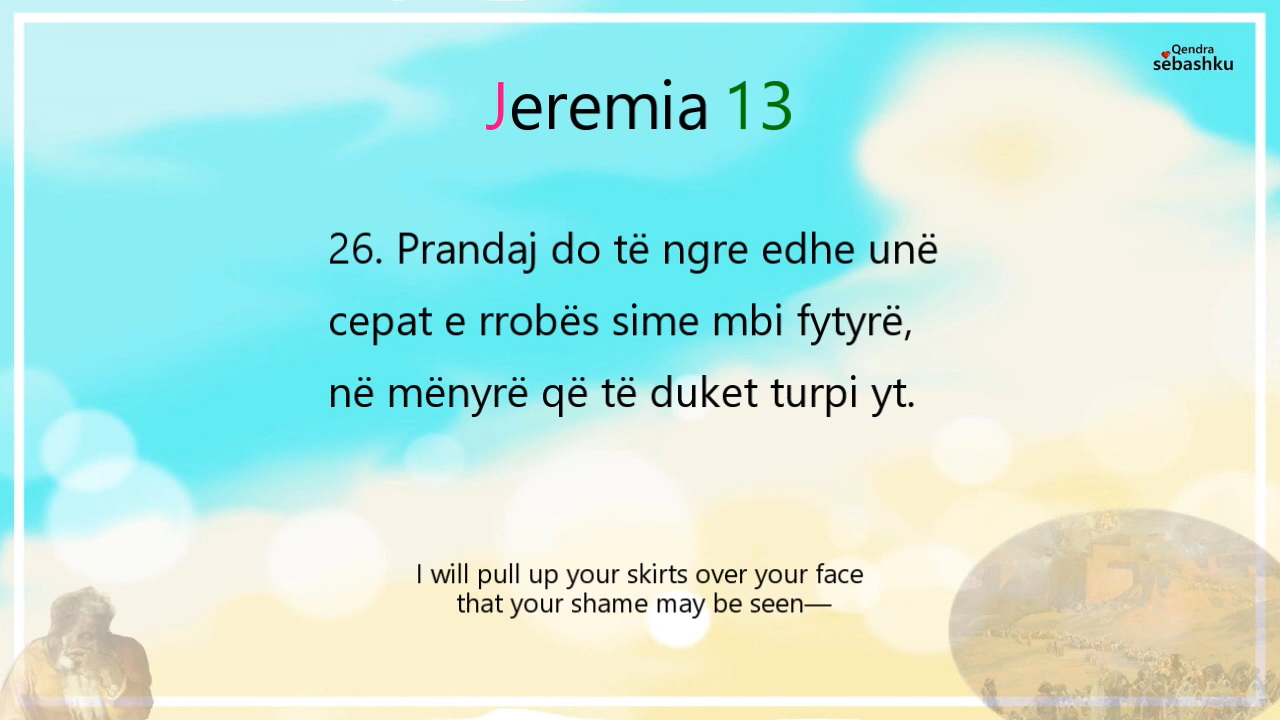 Qendra
sëbashku
Jeremia 13
26. Prandaj do të ngre edhe unë
cepat e rrobës sime mbi fytyrë,
në mënyrë që të duket turpi yt.
I will pull up your skirts over your face
that your shame may be seen—